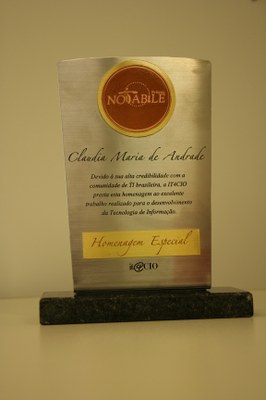 NOTABILE
Claudia Maria de Andrade
Devido à sua alta credibilidade com a
comunidade de TI brasileira, a IT4CIO
presta esta homenagem ao excelente
trabalho realizado para o desenvolvimento
da Tecnologia de Informação.
Homenagem Especial
it4CIO